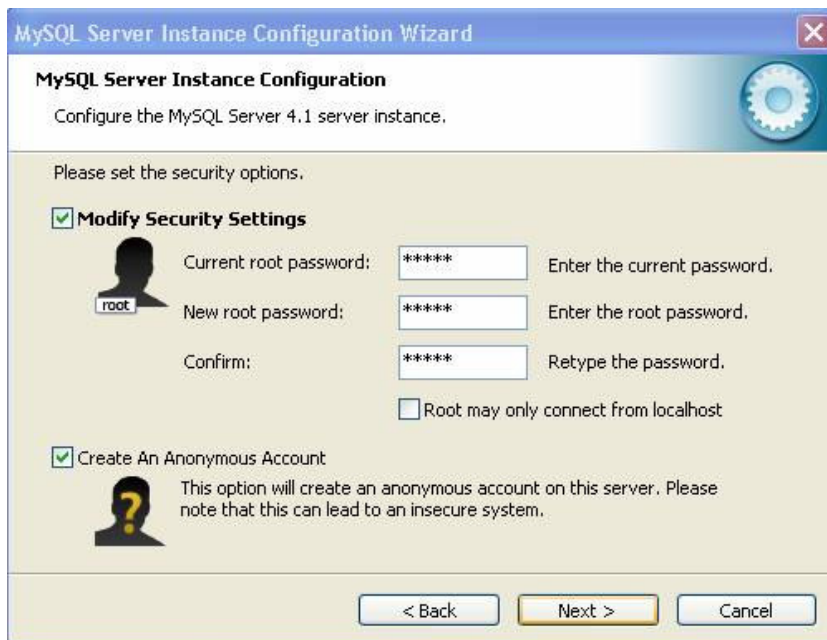 MySQL Server Instance Configuration Wizard
MySQL Server Instance Configuration
Configure the MySQL Server 4.1 server instance.
Please set the security options.
Modify Security Settings
root
Current root password: ***** Enter the current password.
New root password: ***** Enter the root password.
Confirm: ***** Retype the password.
Root may only connect from localhost
Create An Anonymous Account
?
This option will create an anonymous account on this server. Please
note that this can lead to an insecure system.
< Back Next > Cancel